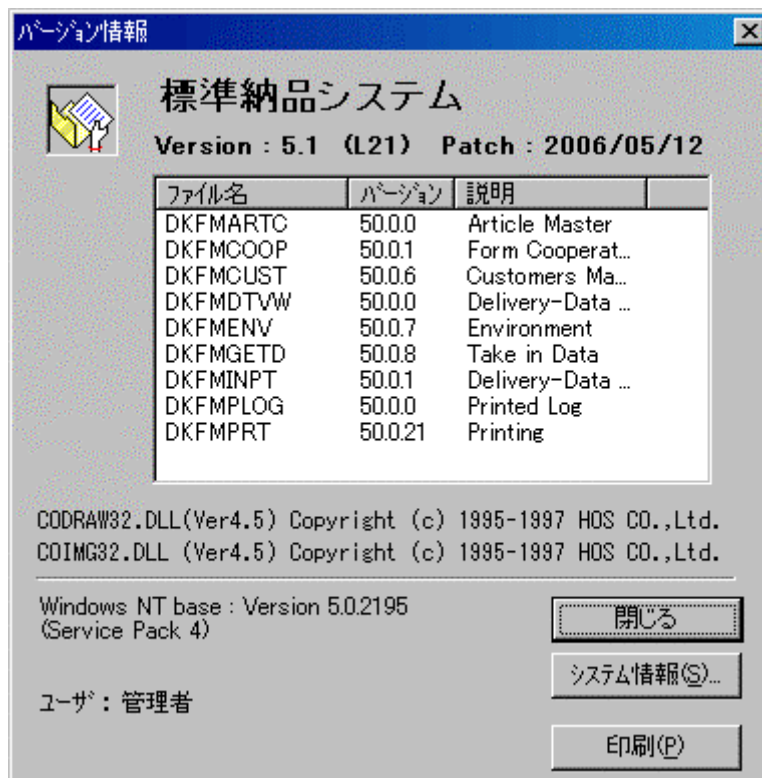 バージョン情報
標準納品システム
Version : 5.1 (L21) Patch : 2006/05/12
ファイル名 バージョン 説明
DKFMARTC 50.0.0 Article Master
DKFMCOOP 50.0.1 Form Cooperat...
DKFMCUST 50.0.6 Customers Ma...
DKFMDTVW 50.0.0 Delivery-Data ...
DKFMENV 50.0.7 Environment
DKFMGETD 50.0.8 Take in Data
DKFMINPT 50.0.1 Delivery-Data ...
DKFMPLOG 50.0.0 Printed Log
DKFMPRT 50.0.21 Printing
CODRAW32.DLL(Ver4.5) Copyright (c) 1995-1997 HOS CO.,Ltd.
COIMG32.DLL (Ver4.5) Copyright (c) 1995-1997 HOS CO.,Ltd.
Windows NT base : Version 5.0.2195
(Service Pack 4)
閉じる
システム情報(S)...
ユーザ : 管理者
印刷(P)